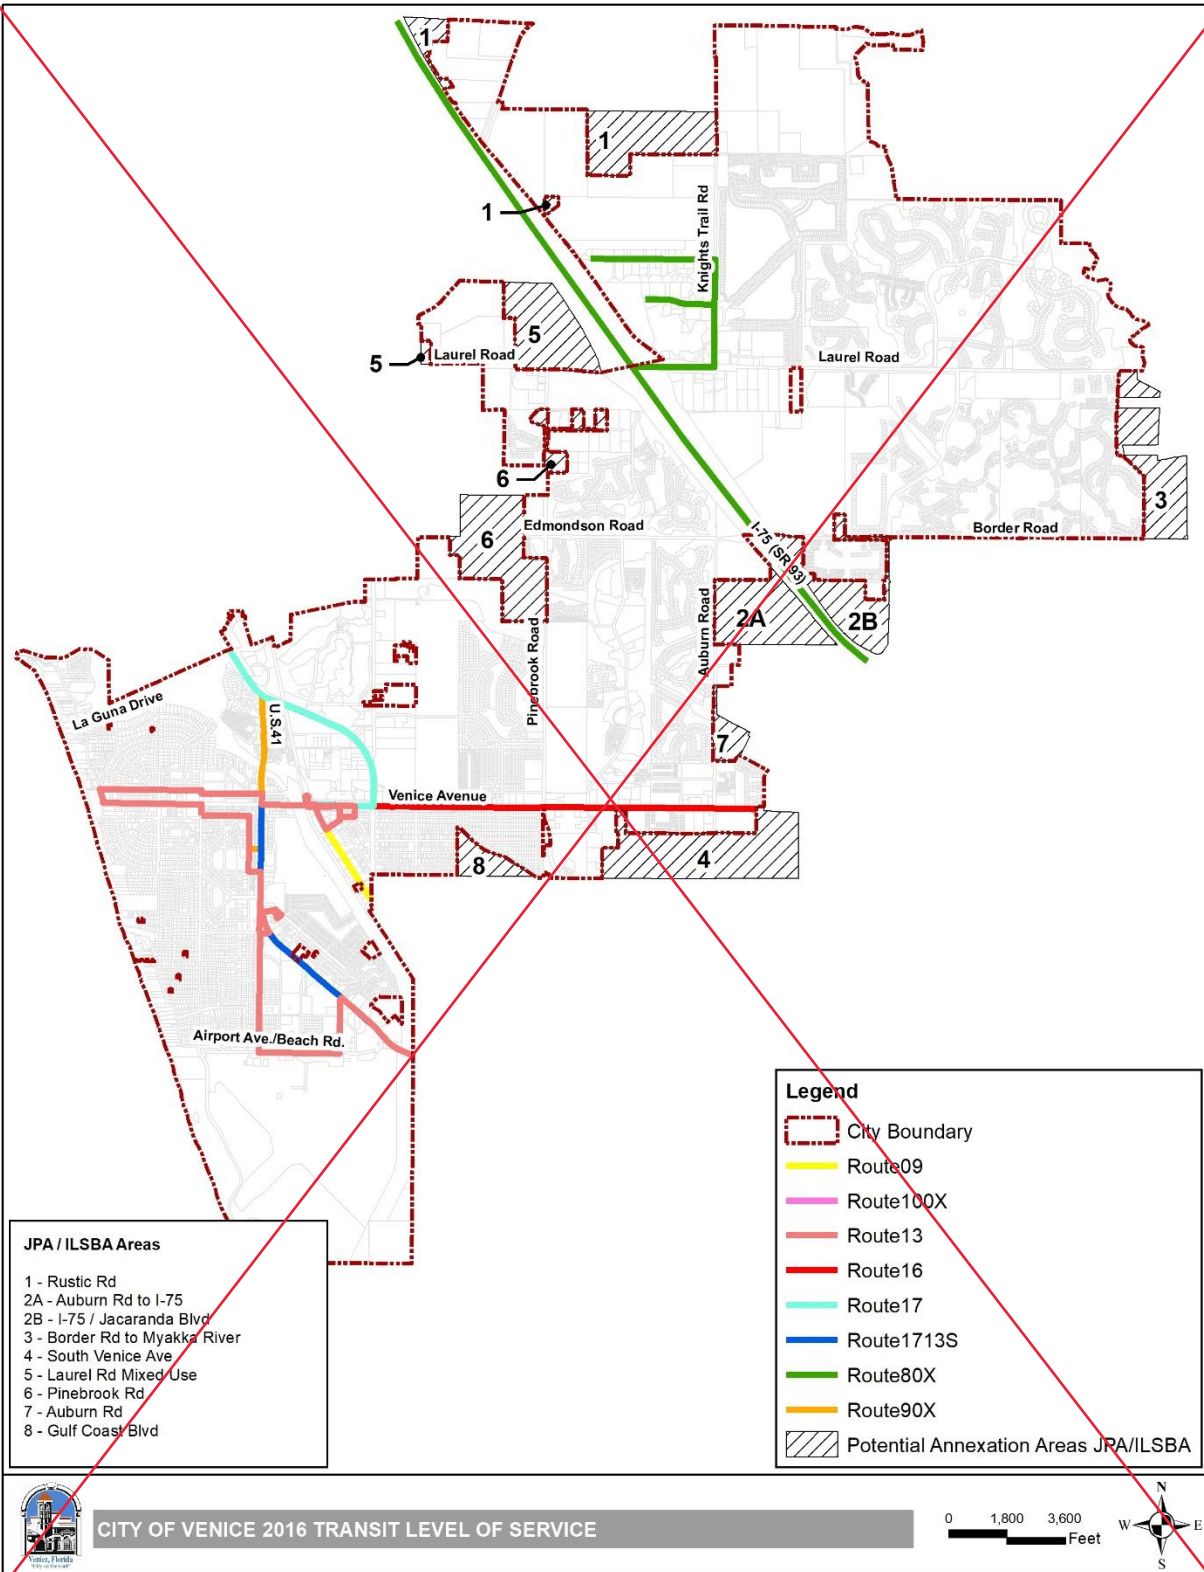 1
1
1
Knights Trail Rd
5
5
Laurel Road
Laurel Road
6
3
6
Edmondson Road
I-75 (SR 93)
Border Road
2A
2B
Auburn Road
Pinebrook Road
La Guna Drive
U.S.41
7
Venice Avenue
8
4
Airport Ave./Beach Rd.
Legend
City Boundary
Route09
Route100X
Route13
Route16
Route17
Route1713S
Route80X
Route90X
Potential Annexation Areas JPA/ILSBA
JPA / ILSBA Areas
1 - Rustic Rd
2A - Auburn Rd to I-75
2B - I-75 / Jacaranda Blvd
3 - Border Rd to Myakka River
4 - South Venice Ave
5 - Laurel Rd Mixed Use
6 - Pinebrook Rd
7 - Auburn Rd
8 - Gulf Coast Blvd
Venice, Florida
"City on the Gulf"
CITY OF VENICE 2016 TRANSIT LEVEL OF SERVICE
0 1,800 3,600
Feet
N
W E
S